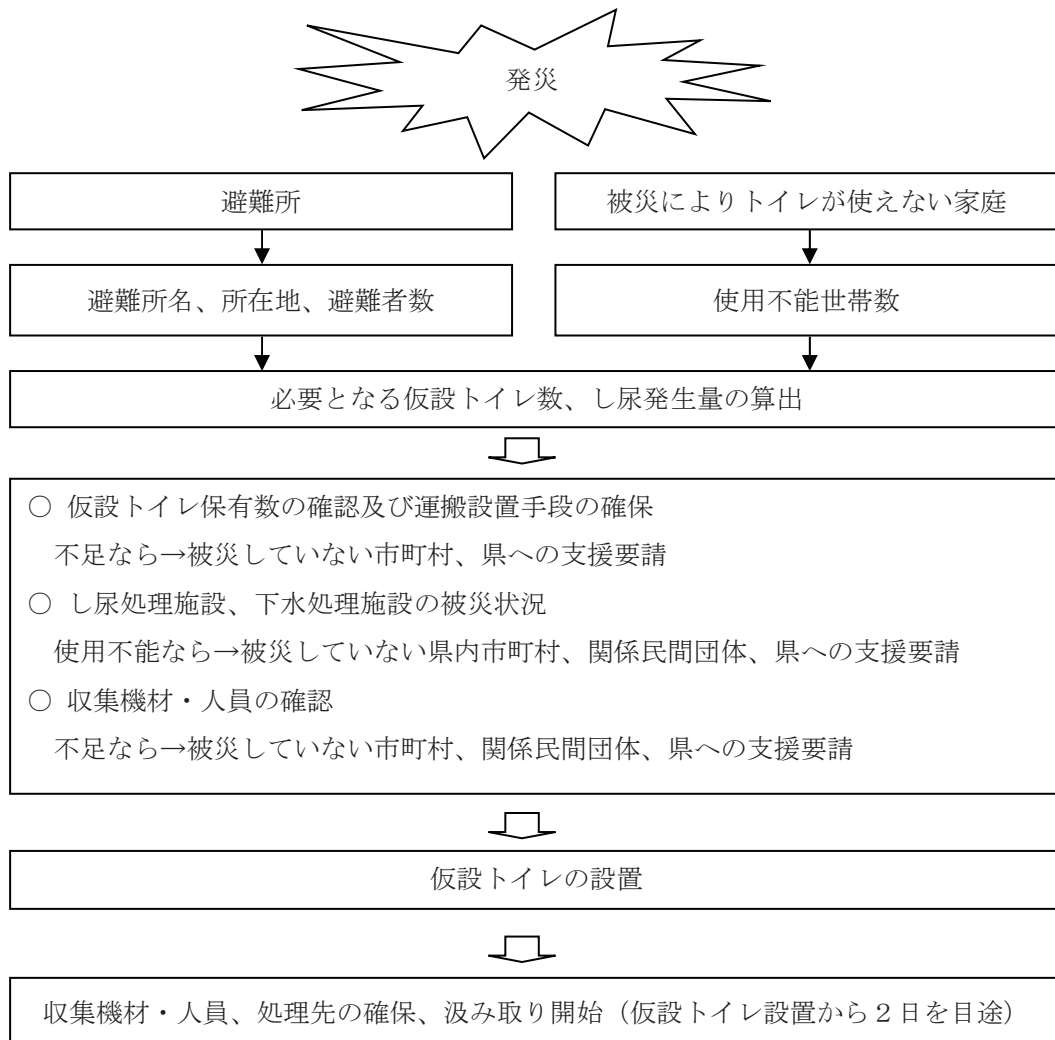 発災
避難所
被災によりトイレが使えない家庭
避難所名、所在地、避難者数
使用不能世帯数
必要となる仮設トイレ数、し尿発生量の算出
○ 仮設トイレ保有数の確認及び運搬設置手段の確保
不足なら→被災していない市町村、県への支援要請
○ し尿処理施設、下水処理施設の被災状況
使用不能なら→被災していない県内市町村、関係民間団体、県への支援要請
○ 収集機材・人員の確認
不足なら→被災していない市町村、関係民間団体、県への支援要請
仮設トイレの設置
収集機材・人員、処理先の確保、汲み取り開始（仮設トイレ設置から２日を目途）